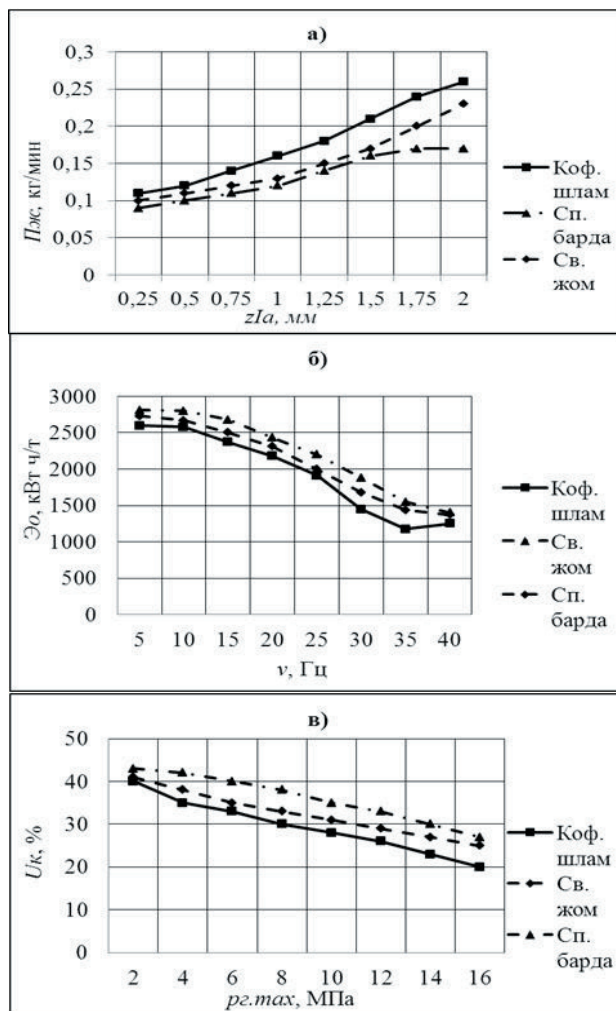 а)
0,3
0,25
0,2
0,15
0,1
0,05
0
Пж, кг/мин
0,25 0,5 0,75 1 1,25 1,5 1,75 2
zIa, мм
Коф.
шлам
Сп.
барда
Св.
жом
б)
3000
2500
2000
1500
1000
500
0
Эо, кВт ч/т
5 10 15 20 25 30 35 40
ν, Гц
Коф.
шлам
Св.
жом
Сп.
барда
в)
50
40
30
20
10
0
Uк, %
2 4 6 8 10 12 14 16
pг.max, МПа
Коф.
шлам
Св.
жом
Сп.
барда